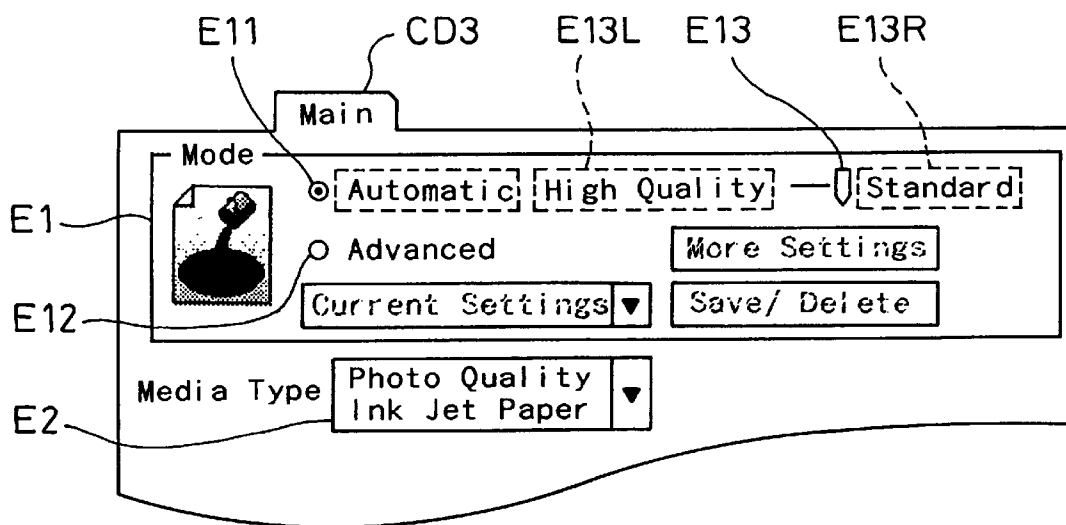 E11 CD3 E13L E13 E13R
Main
Mode
Automatic High Quality Standard
E1
Advanced More Settings
E12 Current Settings Save/ Delete
Media Type Photo Quality
Ink Jet Paper
E2